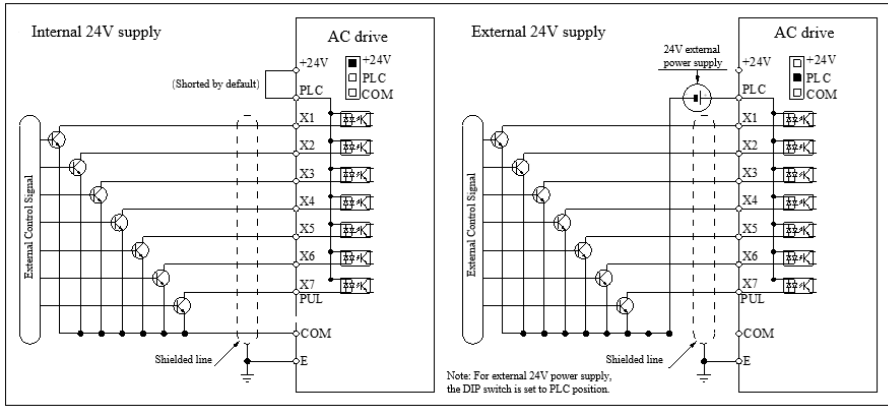 Internal 24V supply
AC drive
+24V
+24V
PLC
COM
(Shorted by default)
PLC
X1
X2
X3
X4
X5
X6
X7
PUL
COM
E
External Control Signal
Shielded line
External 24V supply
AC drive
24V external
power supply
+24V
+24V
PLC
COM
PLC
X1
X2
X3
X4
X5
X6
X7
PUL
COM
E
External Control Signal
Shielded line
Note: For external 24V power supply,
the DIP switch is set to PLC position.